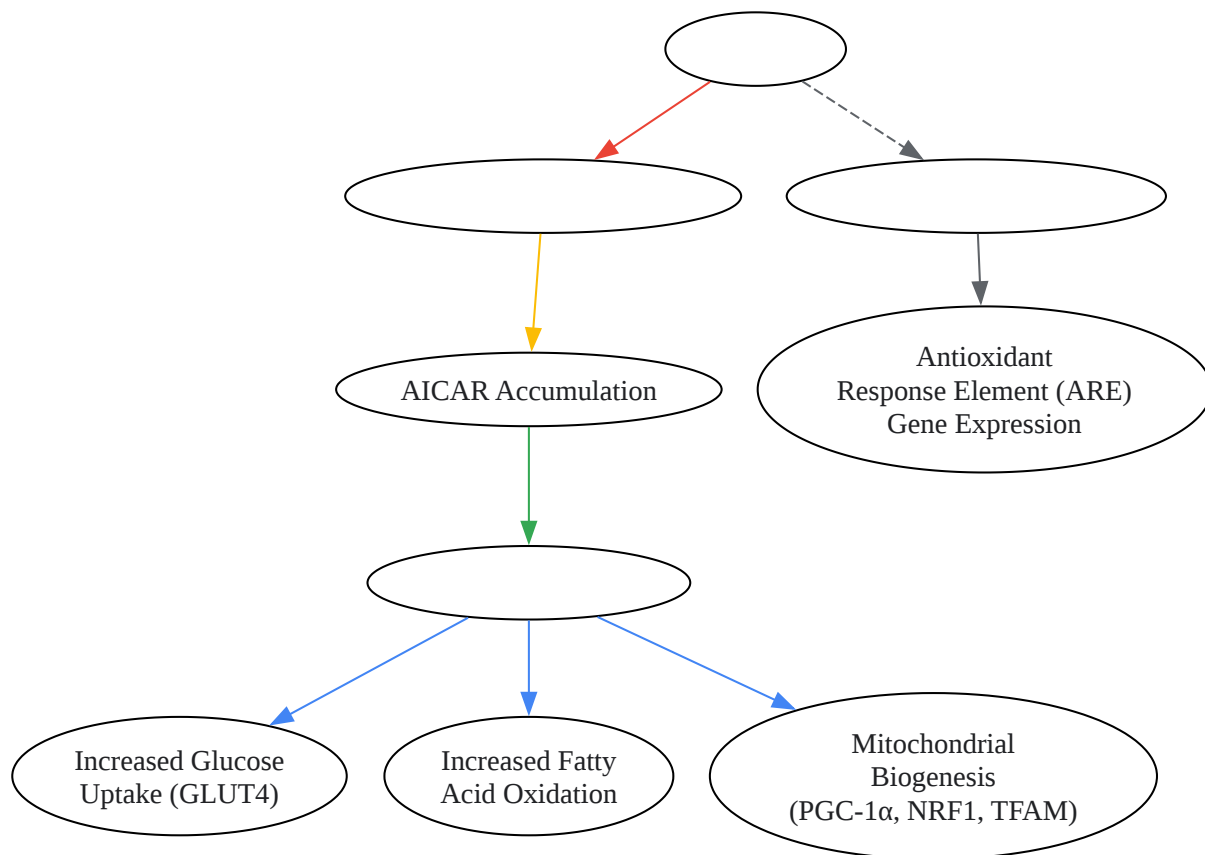 AICAR Accumulation
Antioxidant
Response Element (ARE)
Gene Expression
Increased Glucose
Uptake (GLUT4)
Increased Fatty
Acid Oxidation
Mitochondrial
Biogenesis
(PGC-1α, NRF1, TFAM)